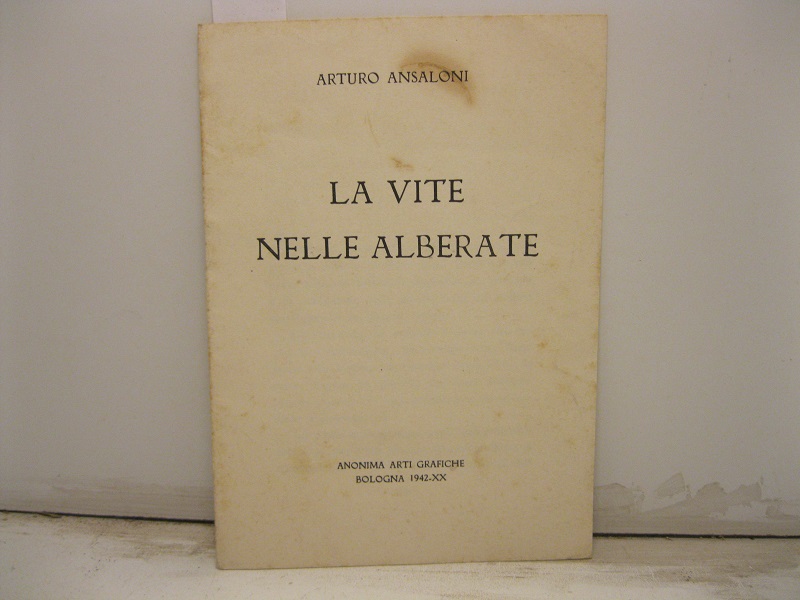 ARTURO ANSALONI
LA VITE
NELLE ALBERATE
ANONIMA ARTI GRAFICHE
BOLOGNA 1942-XX